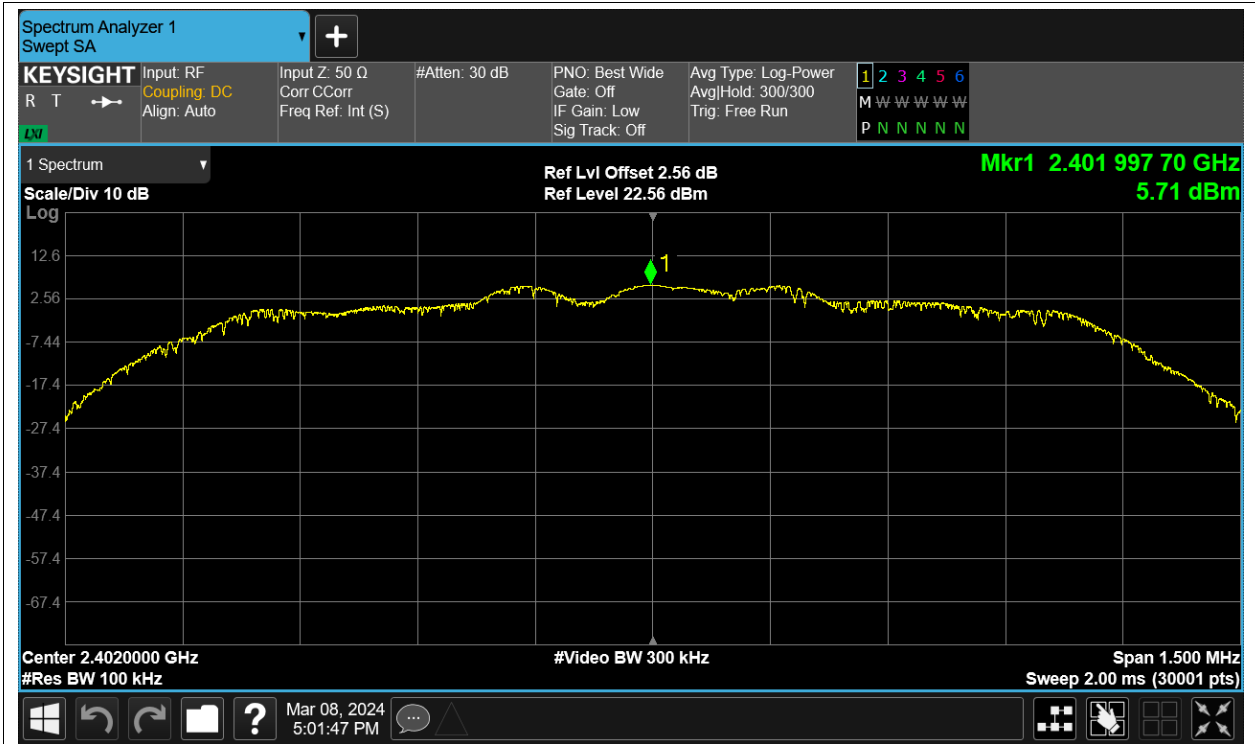 Spectrum Analyzer 1
Swept SA
KEYSIGHT
R T
LXI
Input: RF
Coupling: DC
Align: Auto
Input Z: 50 Ω
Corr CCorr
Freq Ref: Int (S)
#Atten: 30 dB
PNO: Best Wide
Gate: Off
IF Gain: Low
Sig Track: Off
Avg Type: Log-Power
Avg|Hold: 300/300
Trig: Free Run
1 2 3 4 5 6
M W W W W W
P N N N N N
1 Spectrum
Scale/Div 10 dB
Log
Ref Lvl Offset 2.56 dB
Ref Level 22.56 dBm
Mkr1 2.401 997 70 GHz
5.71 dBm
1
12.6
2.56
-7.44
-17.4
-27.4
-37.4
-47.4
-57.4
-67.4
Center 2.4020000 GHz
#Res BW 100 kHz
#Video BW 300 kHz
Span 1.500 MHz
Sweep 2.00 ms (30001 pts)
?
Mar 08, 2024
5:01:47 PM